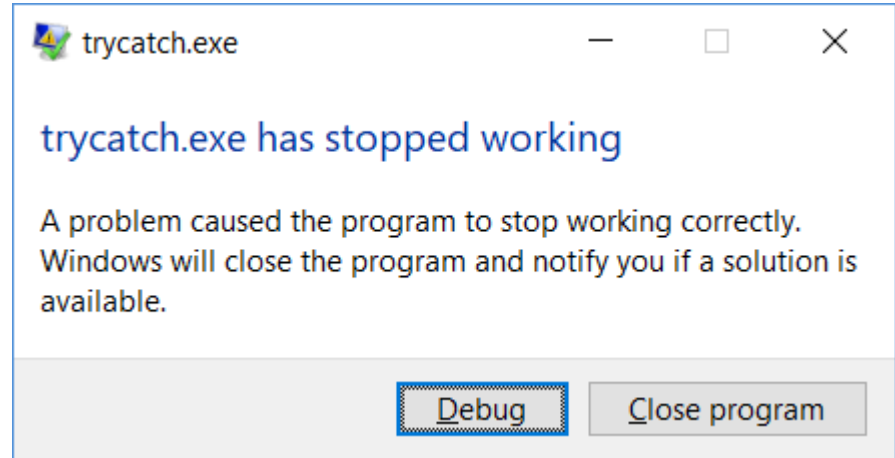 trycatch.exe
trycatch.exe has stopped working
A problem caused the program to stop working correctly.
Windows will close the program and notify you if a solution is
available.
Debug
Close program